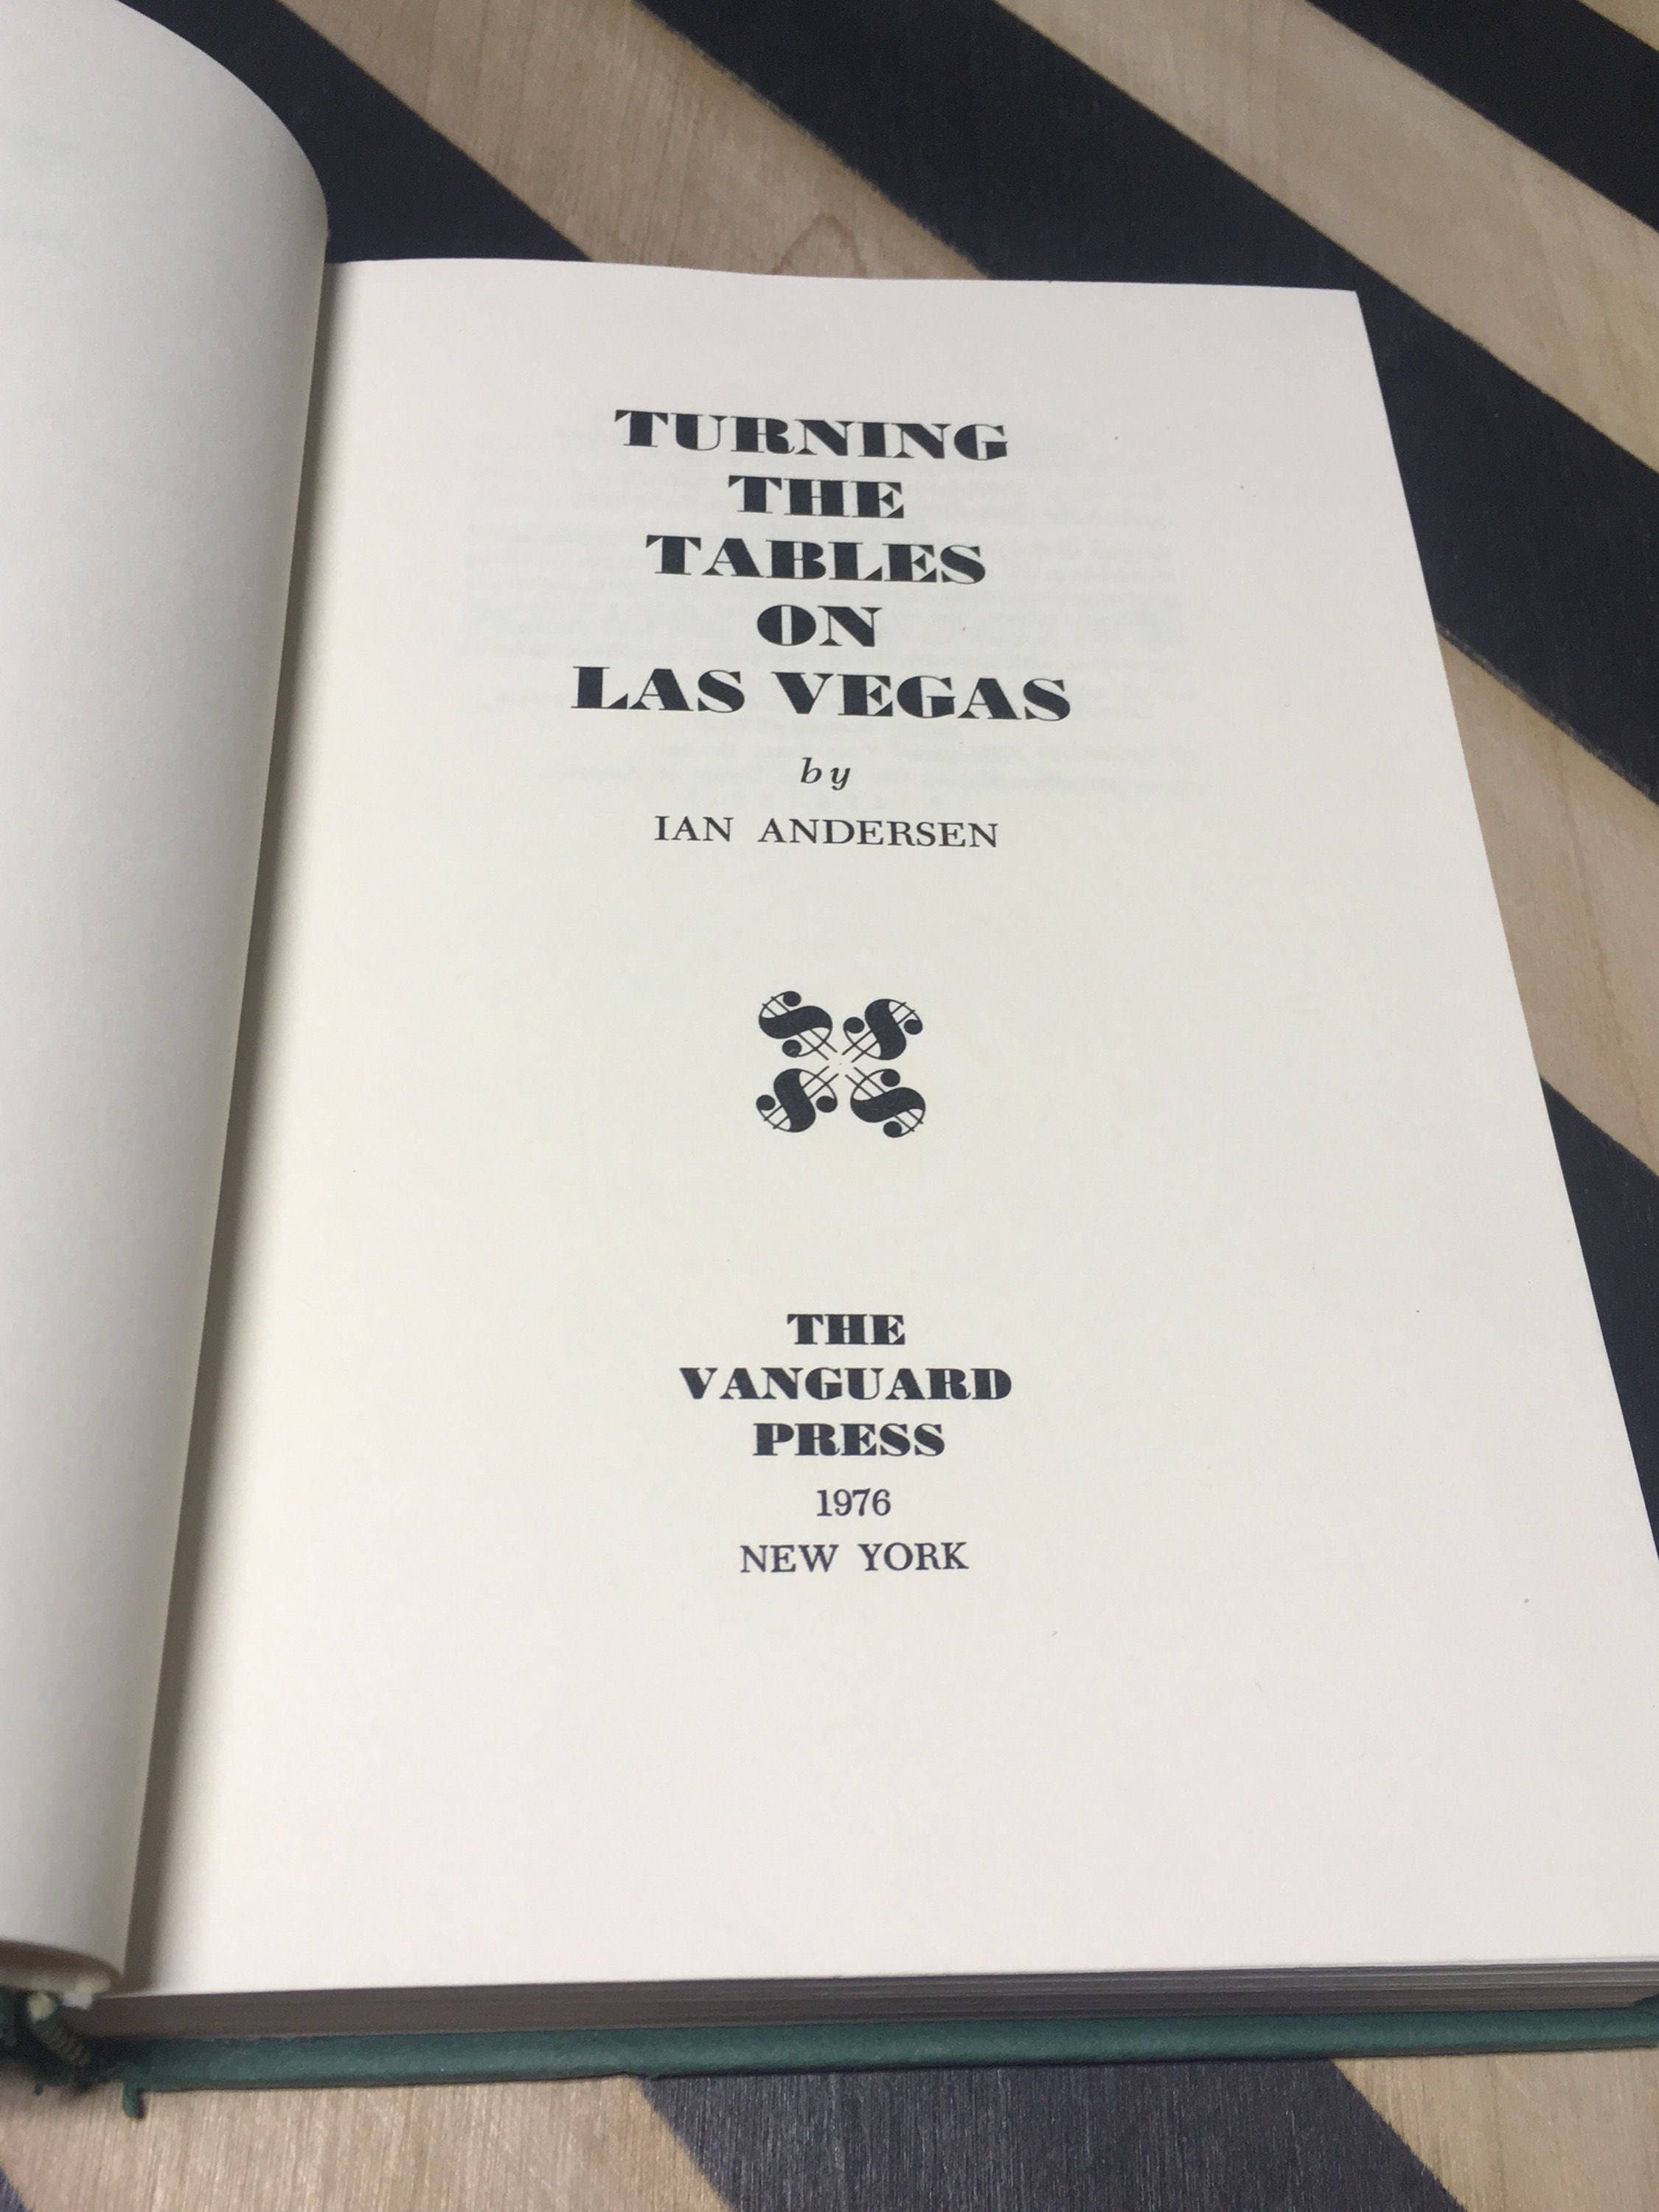 TURNING
THE
TABLES
ON
LAS VEGAS
by
IAN ANDERSEN
THE
VANGUARD
PRESS
1976
NEW YORK